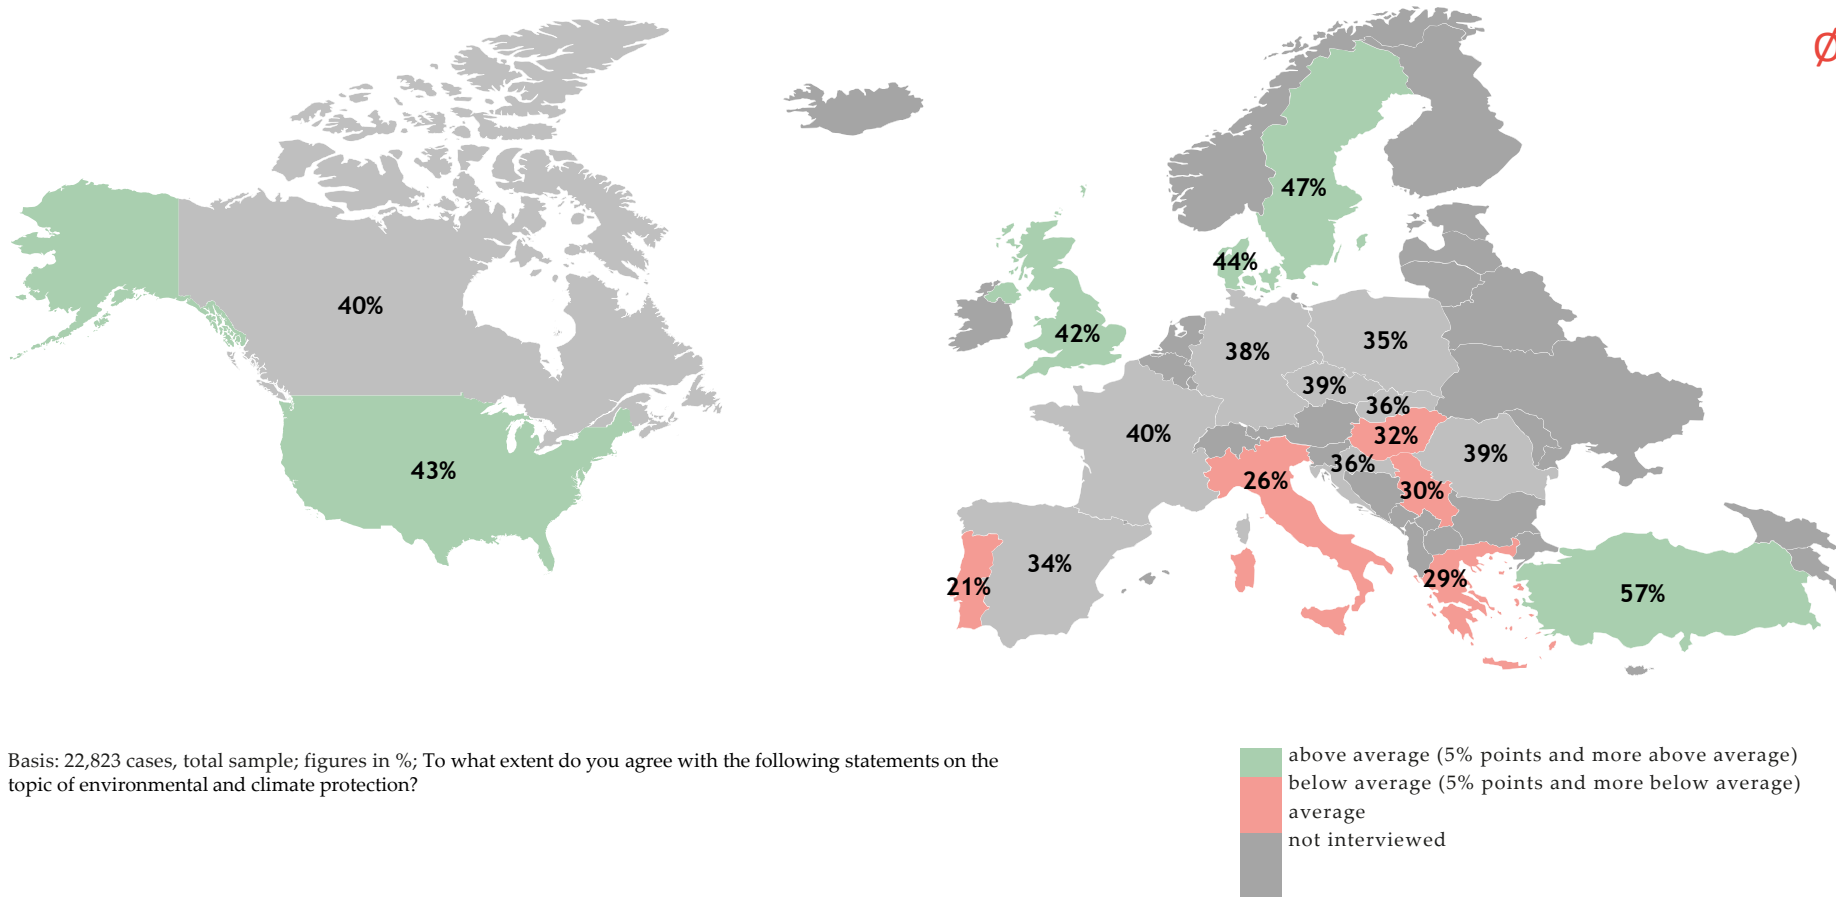 Ø
47%
44%
40%
42%
38%
35%
39%
36%
40%
32%
39%
36%
43%
26%
30%
34%
21%
29%
57%
Basis: 22,823 cases, total sample; figures in %; To what extent do you agree with the following statements on the
topic of environmental and climate protection?
above average (5% points and more above average)
below average (5% points and more below average)
average
not interviewed